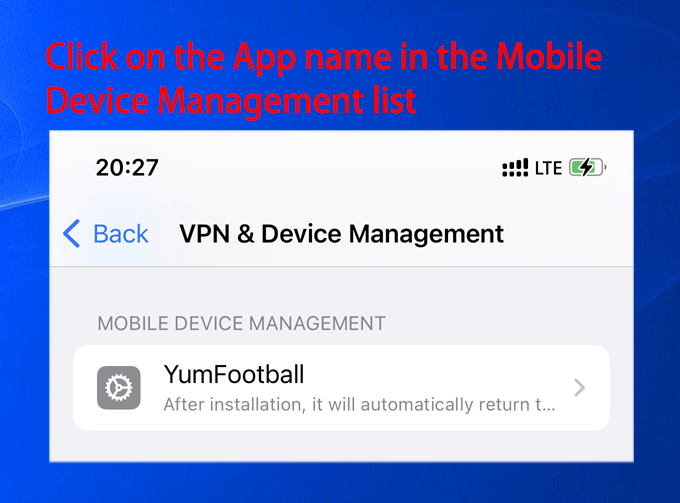 Click on the App name in the Mobile
Device Management list
20:27
LTE
Back
VPN & Device Management
MOBILE DEVICE MANAGEMENT
YumFootball
After installation, it will automatically return t...